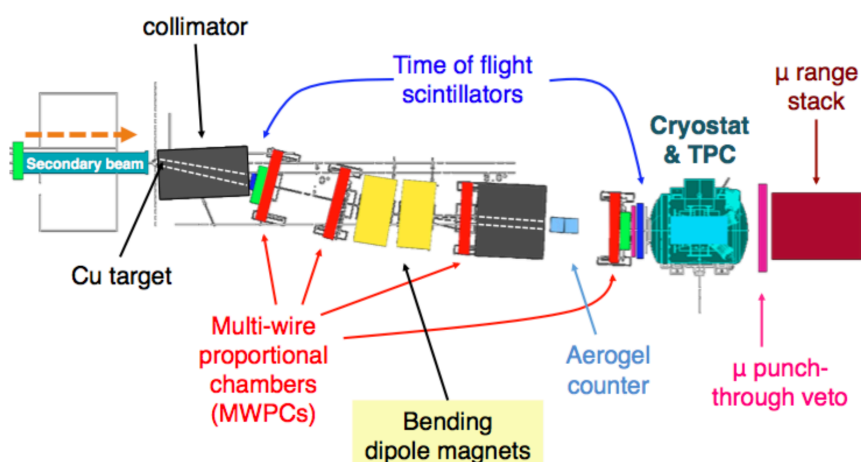 collimator
Time of flight
scintillators
μ range
stack
Cryostat
& TPC
Secondary beam
Cu target
Multi-wire
proportional
chambers
(MWPCs)
Bending
dipole magnets
Aerogel
counter
μ punch-
through veto